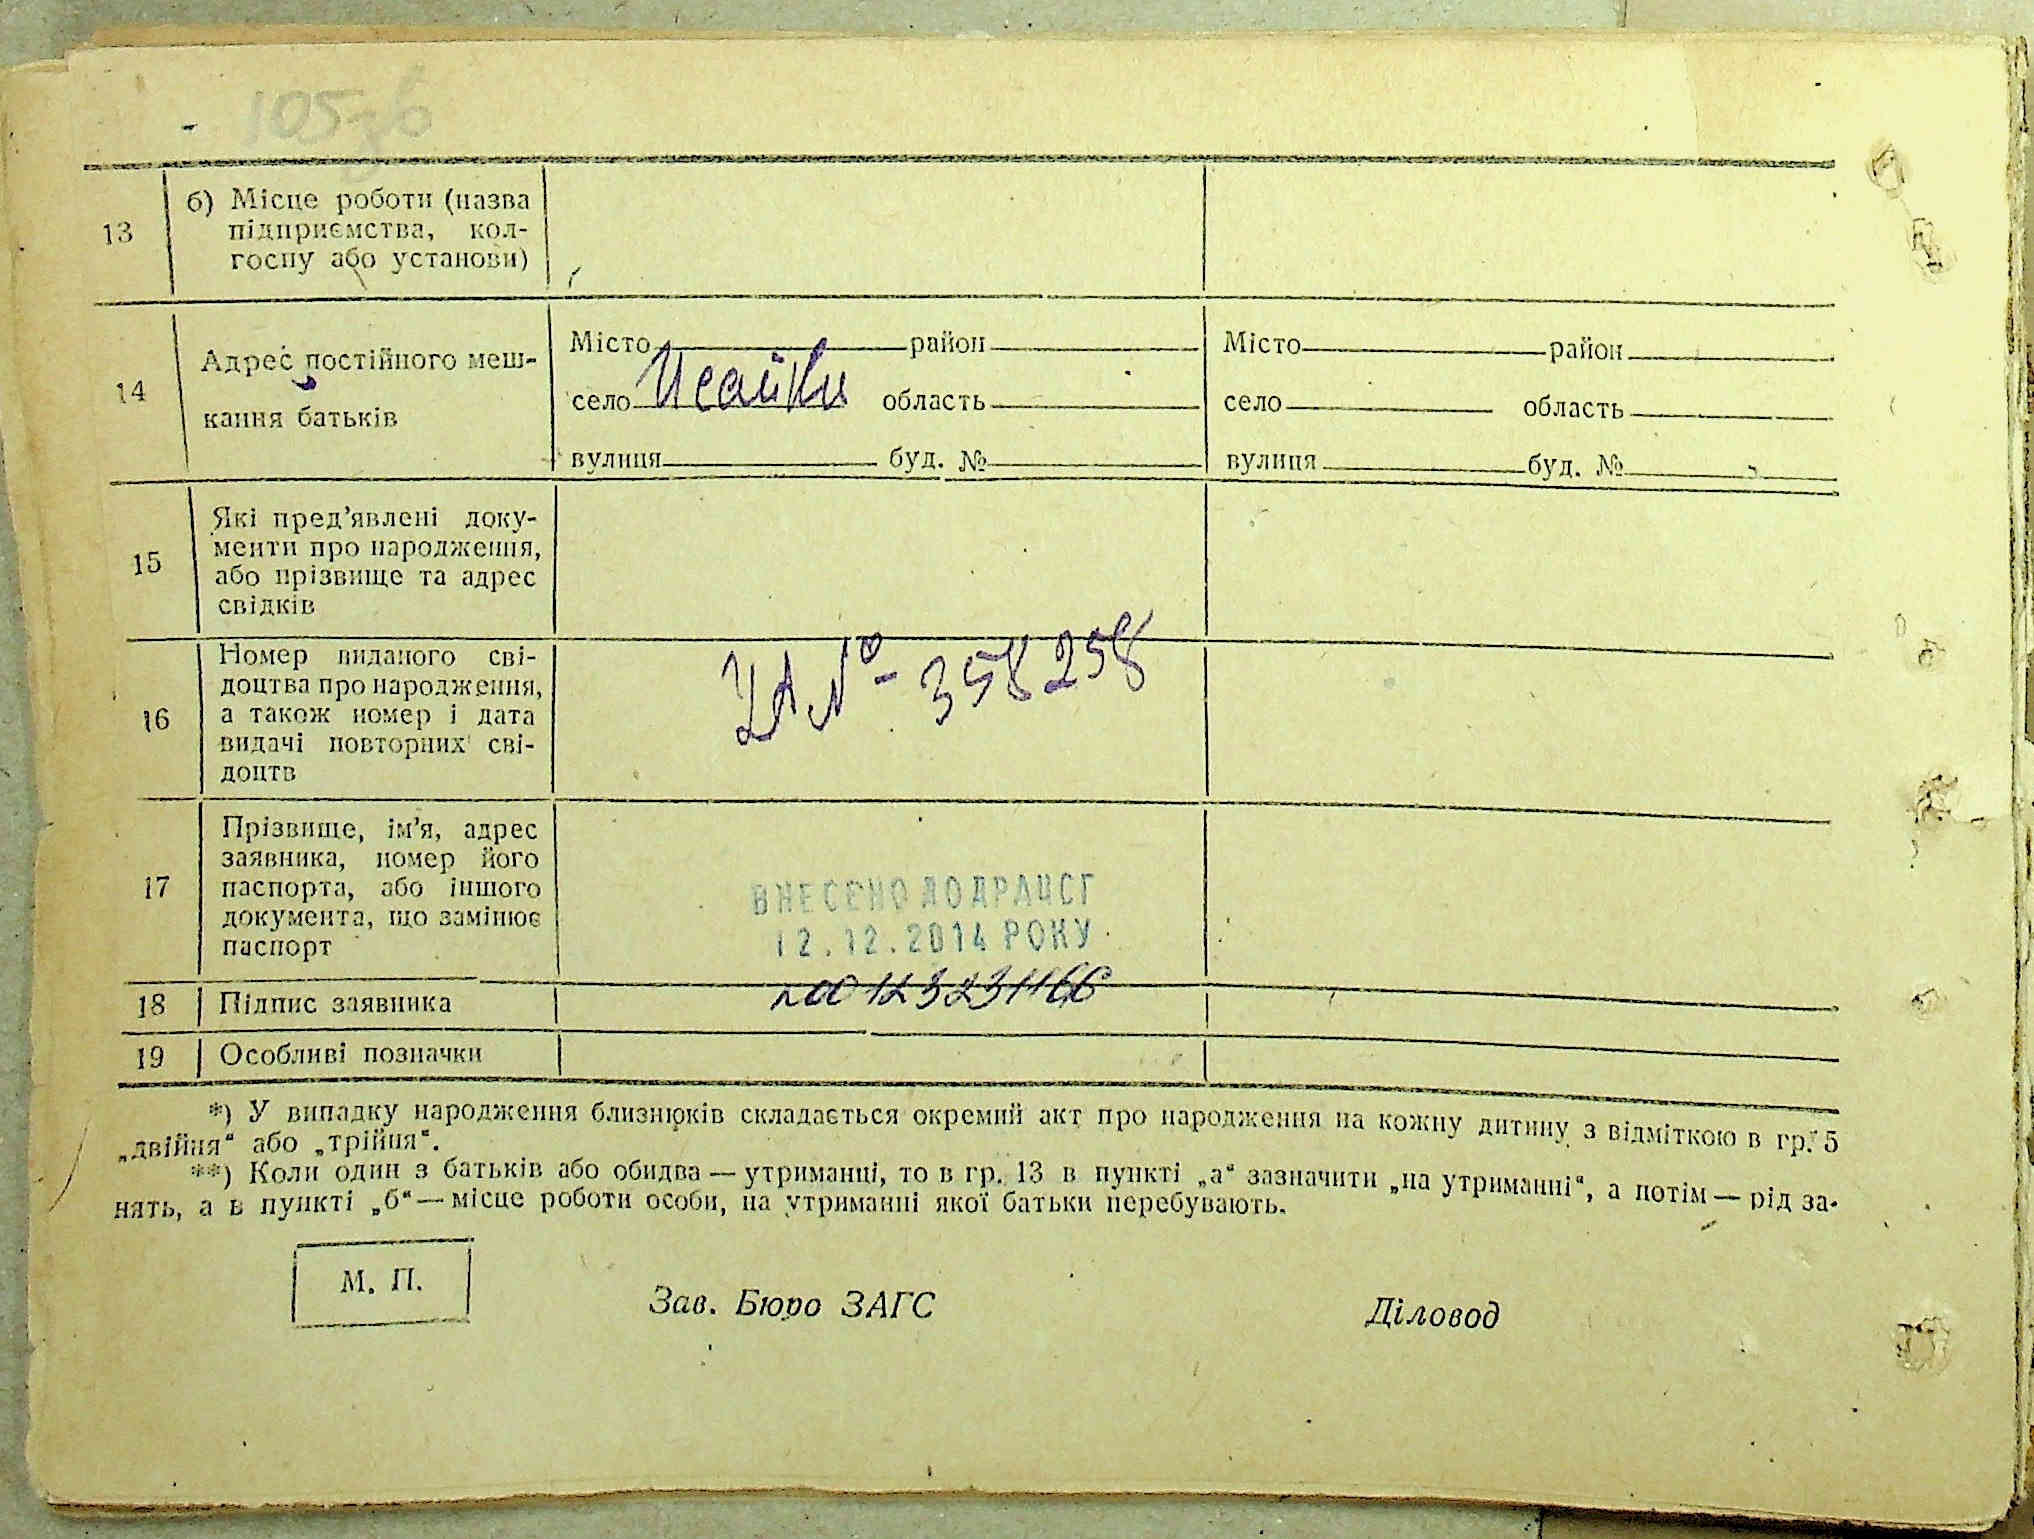 105зв
13
б) Місце роботи (назва
підприємства, кол-
госпу або установи)
14
Адрес постійного меш-
кання батьків
Місто район
село Исайки область
вулиця буд. №
Місто район
село область
вулиця буд. №
15
Які пред’явлені доку-
менти про народження,
або прізвище та адрес
свідків
16
Номер виданого сві-
доцтва про народження,
а також номер і дата
видачі повторних сві-
доцтв
УА № 358258
17
Прізвище, ім’я, адрес
заявника, номер його
паспорта, або іншого
документа, що замінює
паспорт
ВНЕСЕНО ДО ДРАЦСГ
12.12.2014 РОКУ
18 Підпис заявника
19 Особливі позначки
*) У випадку народження близнюків складається окремий акт про народження на кожну дитину з відміткою в гр. 5
„двійня“ або „трійня“.
**) Коли один з батьків або обидва — утриманці, то в гр. 13 в пункті „а“ зазначити „на утриманні“, а потім — рід за-
нять, а в пункті „б“ — місце роботи особи, на утриманні якої батьки перебувають.
М. П.
Зав. Бюро ЗАГС
Діловод